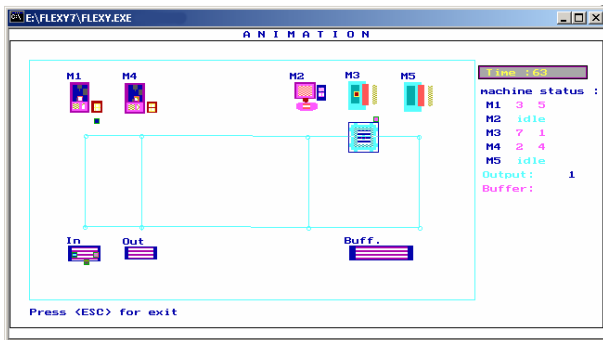 E:\FLEXY7\FLEXY.EXE
A N I M A T I O N
M1 M4 M2 M3 M5
Time :63
machine status :
M1 3 5
M2 idle
M3 7 1
M4 2 4
M5 idle
Output: 1
Buffer:
In Out Buff.
Press <ESC> for exit